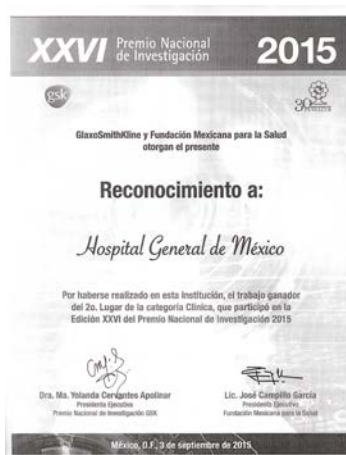 XXVI Premio Nacional
de Investigación
2015
gsk
30
GlaxoSmithKline y Fundación Mexicana para la Salud
otorgan el presente
Reconocimiento a:
Hospital General de México
Por haberse realizado en esta Institución, el trabajo ganador
del 2o. Lugar de la categoría Clínica, que participó en la
Edición XXVI del Premio Nacional de Investigación 2015
Dra. Ma. Yolanda Cervantes Apolinar
Presidenta Ejecutiva
Premio Nacional de Investigación GSK
Lic. José Campillo García
Presidente Ejecutivo
Fundación Mexicana para la Salud
México, D.F., 3 de septiembre de 2015